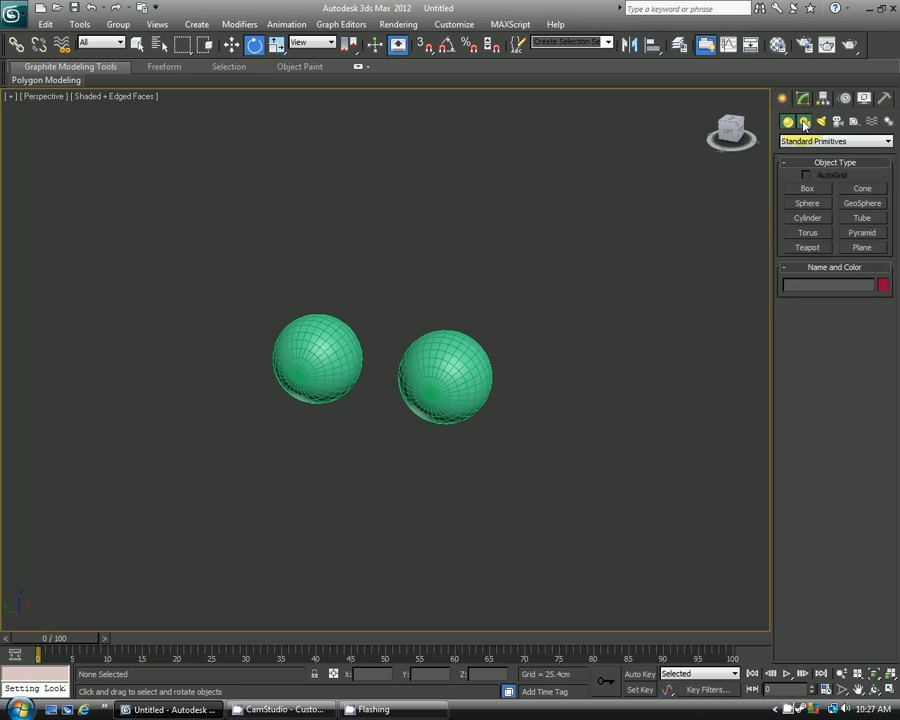 Autodesk 3ds Max 2012 Untitled
Type a keyword or phrase
Edit Tools Group Views Create Modifiers Animation Graph Editors Rendering Customize MAXScript Help
All View Create Selection Se
Graphite Modeling Tools Freeform Selection Object Paint
Polygon Modeling
[ + ] [ Perspective ] [ Shaded + Edged Faces ]
Standard Primitives
- Object Type
AutoGrid
Box Cone
Sphere GeoSphere
Cylinder Tube
Torus Pyramid
Teapot Plane
- Name and Color
< 0 / 100 >
0 5 10 15 20 25 30 35 40 45 50 55 60 65 70 75 80 85 90 95 100
None Selected X: Y: Z: Grid = 25.4cm Auto Key Selected
Setting Look Click and drag to select and rotate objects Add Time Tag Set Key Key Filters... 0
Untitled - Autodesk ... CamStudio - Custo... Flashing 10:27 AM